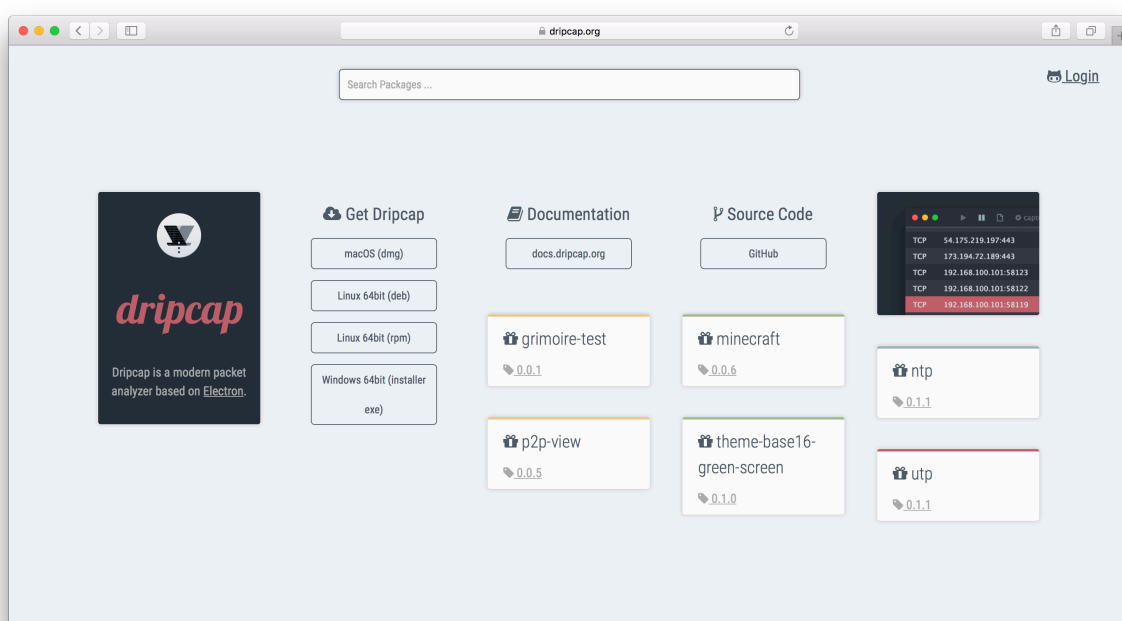 dripcap.org
Search Packages ...
Login
dripcap
Dripcap is a modern packet
analyzer based on Electron.
Get Dripcap
macOS (dmg)
Linux 64bit (deb)
Linux 64bit (rpm)
Windows 64bit (installer
exe)
Documentation
docs.dripcap.org
grimoire-test
0.0.1
p2p-view
0.0.5
Source Code
GitHub
minecraft
0.0.6
theme-base16-
green-screen
0.1.0
TCP 54.175.219.197:443
TCP 173.194.72.189:443
TCP 192.168.100.101:58123
TCP 192.168.100.101:58122
TCP 192.168.100.101:58119
ntp
0.1.1
utp
0.1.1